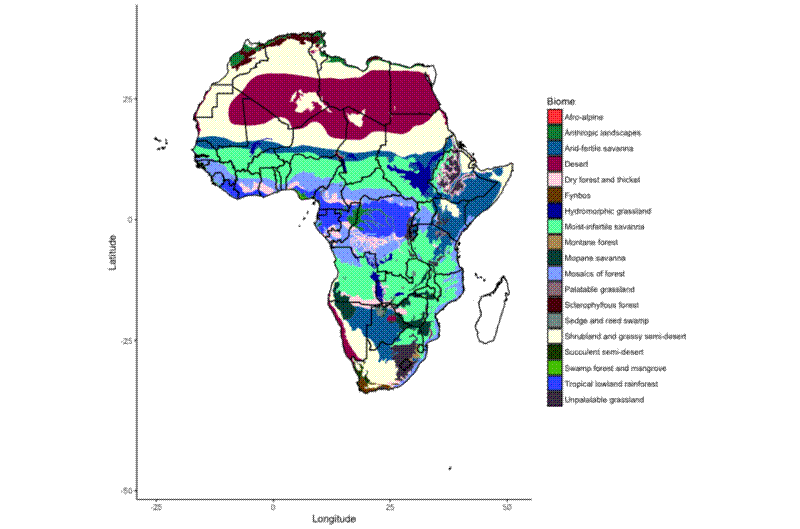 Biome
Afro-alpine
Anthropic landscapes
Arid-fertile savanna
Desert
Dry forest and thicket
Fynbos
Hydromorphic grassland
Moist-infertile savanna
Montane forest
Mopane savanna
Mosaics of forest
Palatable grassland
Sclerophyllous forest
Sedge and reed swamp
Shrubland and grassy semi-desert
Succulent semi-desert
Swamp forest and mangrove
Tropical lowland rainforest
Unpalatable grassland
Latitude
25
0
-25
-50
-25
0
25
50
Longitude